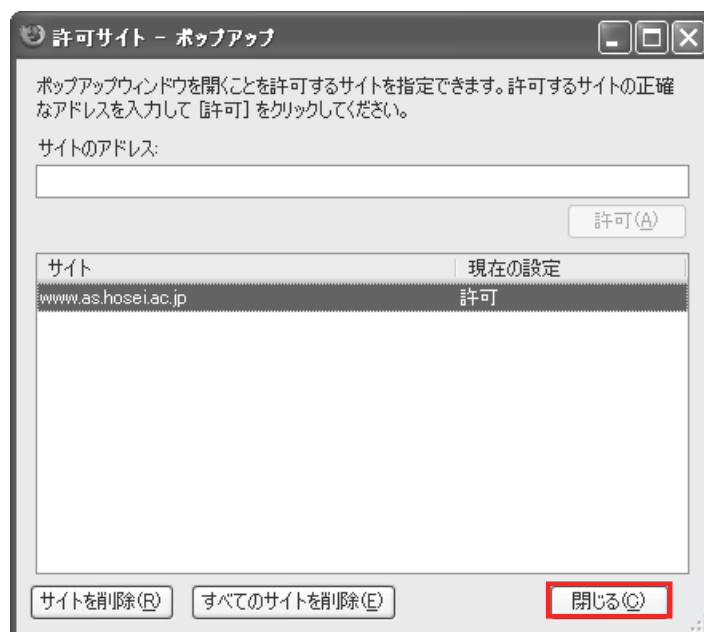 許可サイト - ポップアップ
ポップアップウィンドウを開くことを許可するサイトを指定できます。許可するサイトの正確
なアドレスを入力して [許可] をクリックしてください。
サイトのアドレス:
許可(A)
サイト 現在の設定
www.as.hosei.ac.jp 許可
サイトを削除(R) すべてのサイトを削除(E) 閉じる(C)